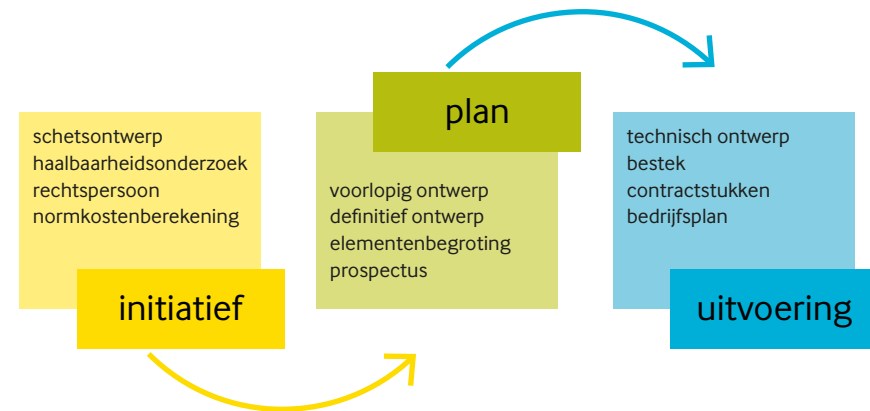 schetsontwerp
haalbaarheidsonderzoek
rechtspersoon
normkostenberekening
initiatief
plan
voorlopig ontwerp
definitief ontwerp
elementenbegroting
prospectus
technisch ontwerp
bestek
contractstukken
bedrijfsplan
uitvoering